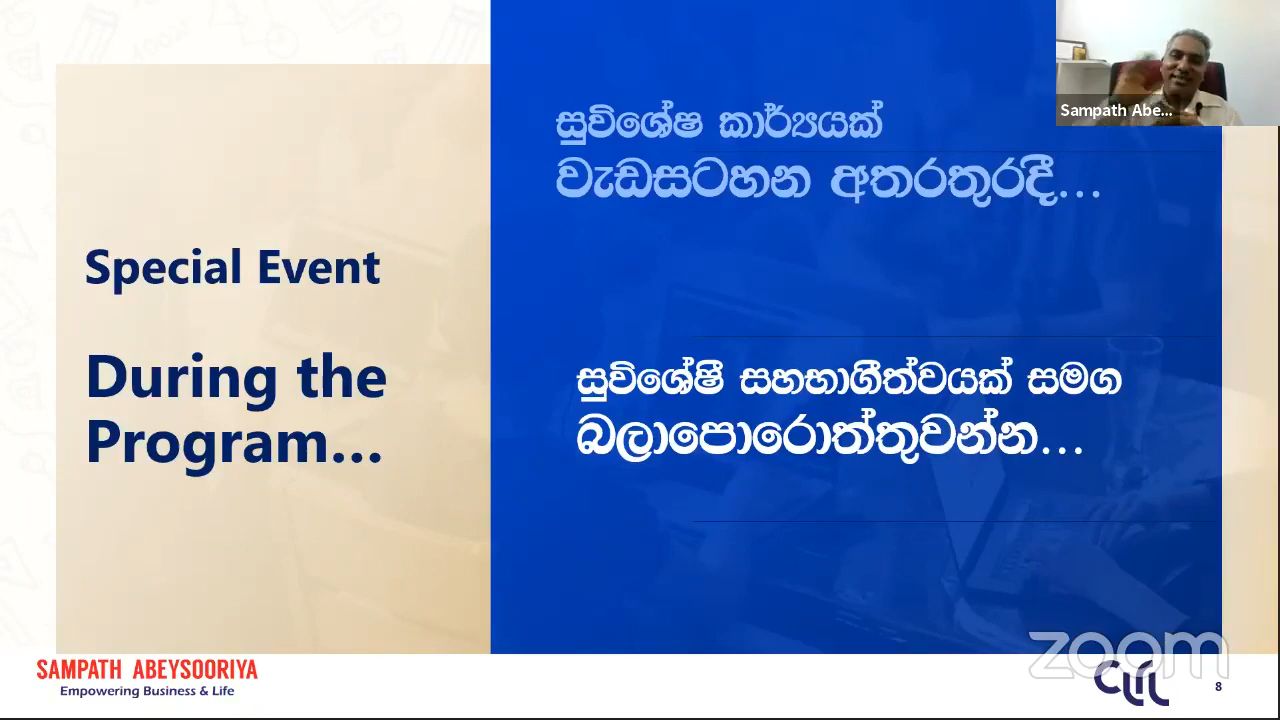 Special Event
During the
Program...
සුවිශේෂ කාර්යයක්
වැඩසටහන අතරතුරදී...
සුවිශේෂී සහභාගීත්වයක් සමග
බලාපොරොත්තුවන්න...
Sampath Abe...
SAMPATH ABEYSOORIYA
Empowering Business & Life
zoom
8